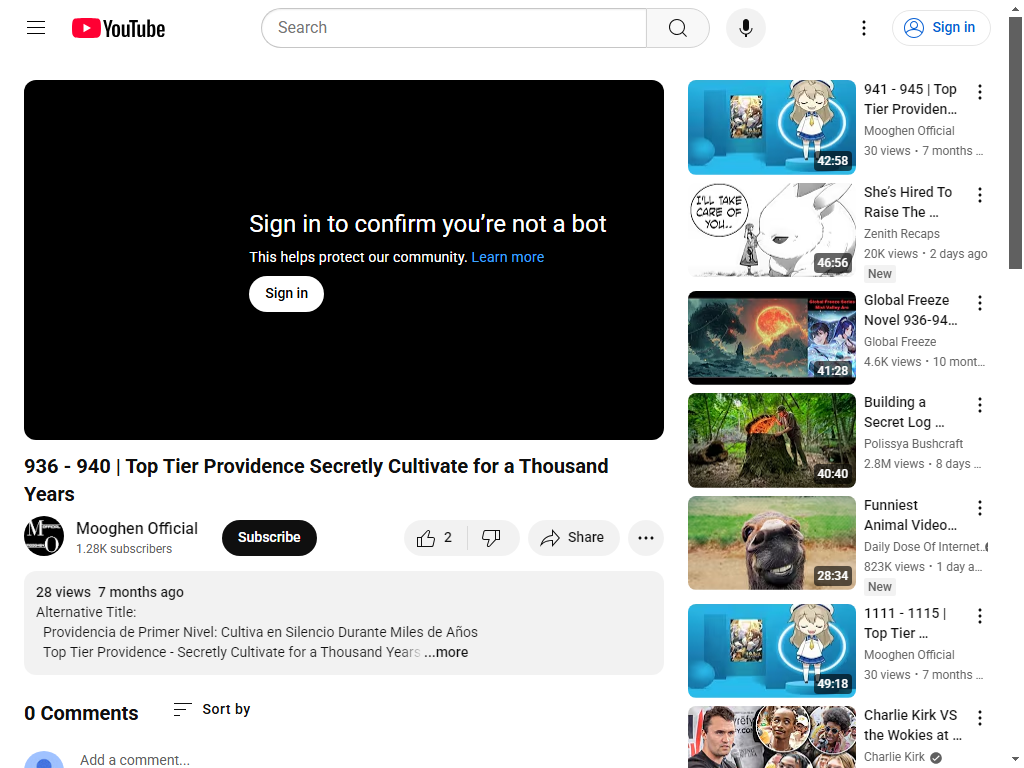 YouTube
Search
Sign in
Sign in to confirm you’re not a bot
This helps protect our community. Learn more
Sign in
936 - 940 | Top Tier Providence Secretly Cultivate for a Thousand
Years
Mooghen Official
1.28K subscribers
Subscribe
2
Share
28 views 7 months ago
Alternative Title:
Providencia de Primer Nivel: Cultiva en Silencio Durante Miles de Años
Top Tier Providence - Secretly Cultivate for a Thousand Years ...more
0 Comments
Sort by
Add a comment...
42:58
941 - 945 | Top
Tier Providen...
Mooghen Official
30 views • 7 months ...
I'LL TAKE
CARE OF
YOU..
46:56
She’s Hired To
Raise The ...
Zenith Recaps
20K views • 2 days ago
New
Global Freeze Series
Mist Valley Arc
41:28
Global Freeze
Novel 936-94...
Global Freeze
4.6K views • 10 mont...
40:40
Building a
Secret Log ...
Polissya Bushcraft
2.8M views • 8 days ...
28:34
Funniest
Animal Video...
Daily Dose Of Internet..
823K views • 1 day a...
New
49:18
1111 - 1115 |
Top Tier ...
Mooghen Official
30 views • 7 months ...
Charlie Kirk VS
the Wokies at ...
Charlie Kirk